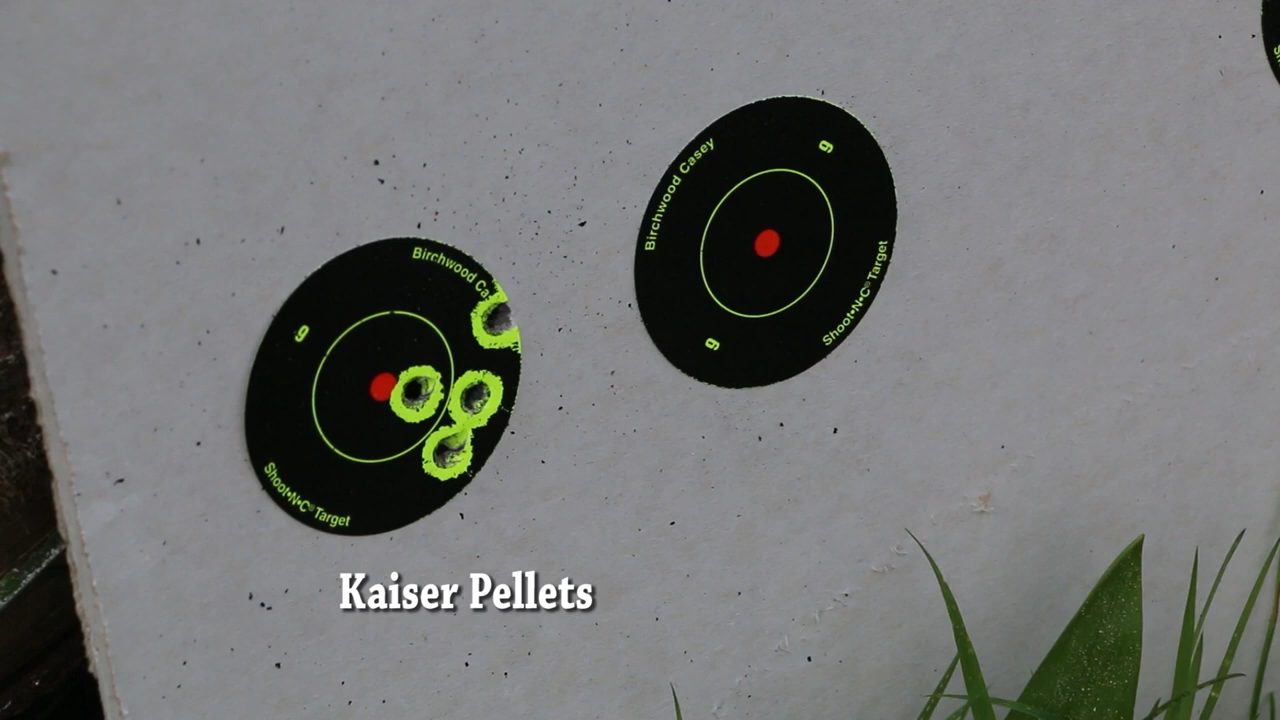 Birchwood Ca
9
Shoot•N•C® Target
Birchwood Casey
9
9
Shoot•N•C® Target
Kaiser Pellets